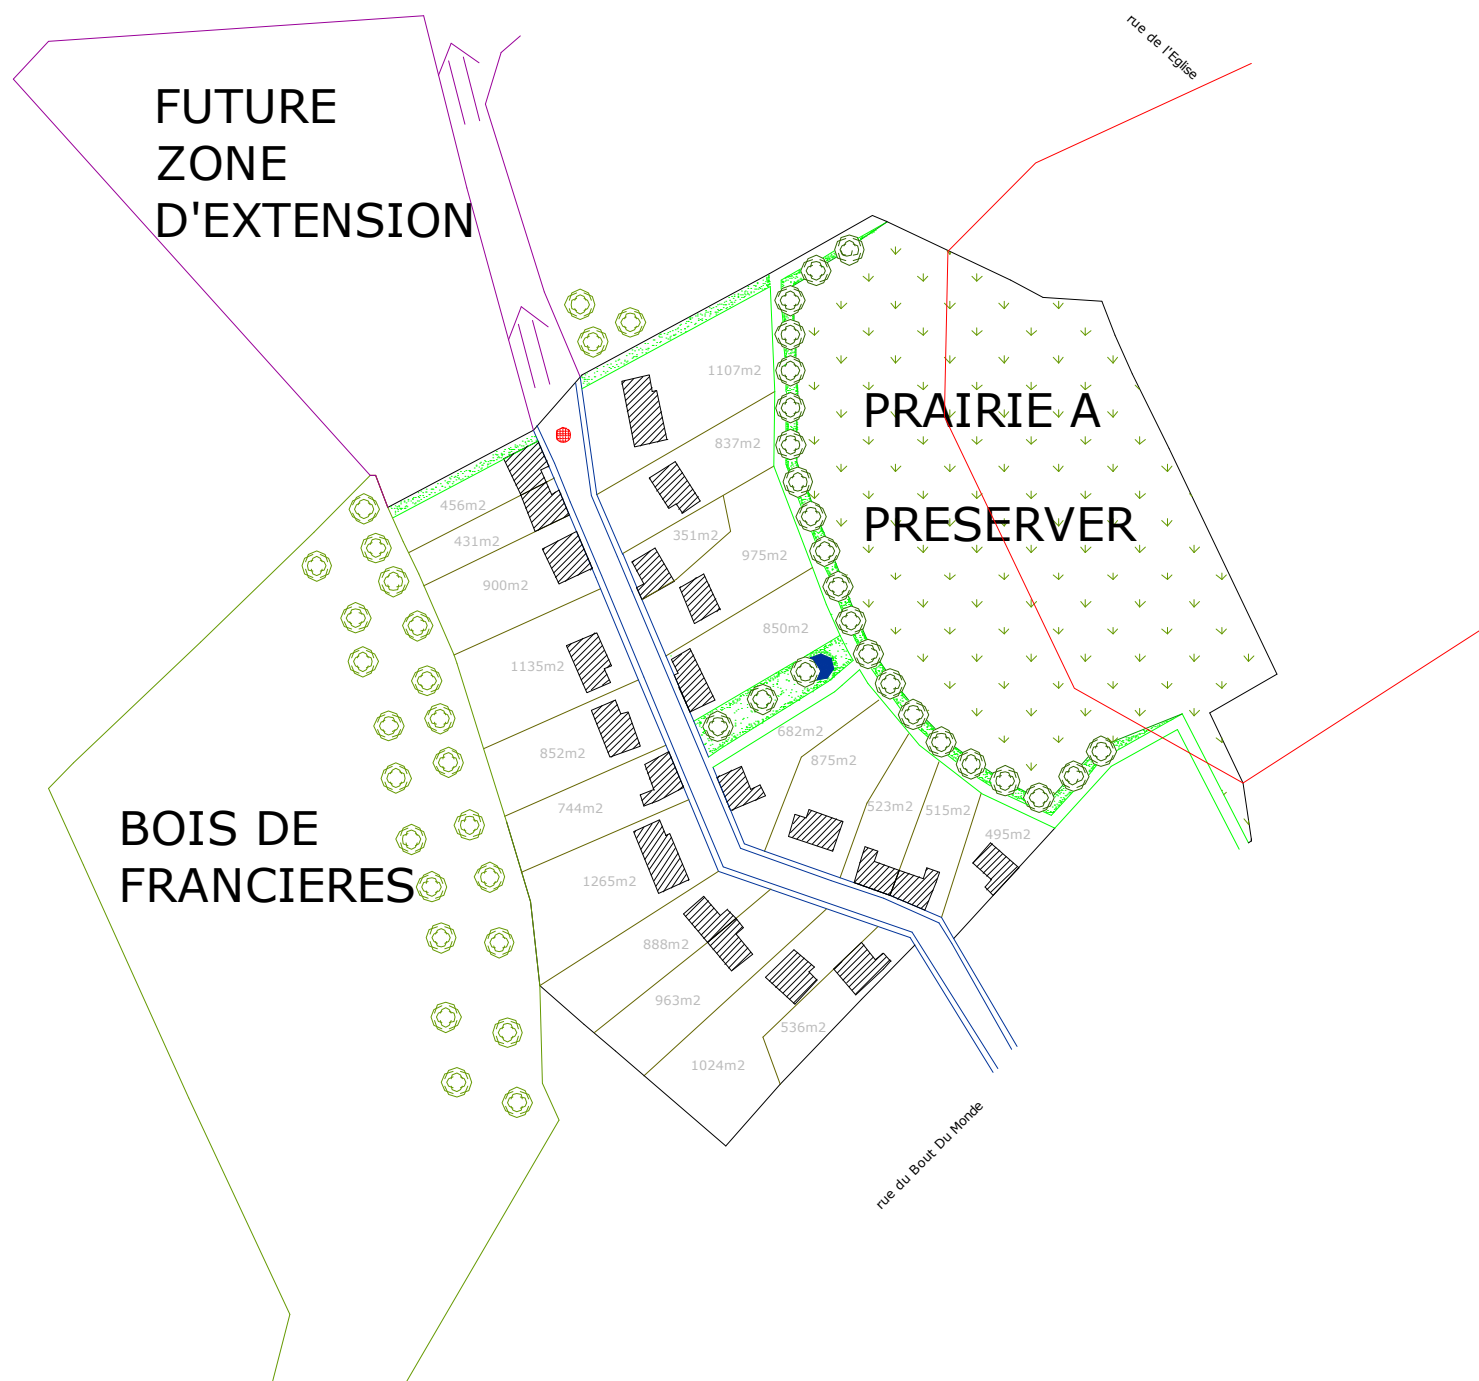 rue de l'Eglise
FUTURE
ZONE
D'EXTENSION
1107m2
PRAIRIE A
837m2
456m2
PRESERVER
351m2
431m2
975m2
900m2
850m2
1135m2
682m2
852m2
875m2
744m2
523m2
515m2
BOIS DE
495m2
FRANCIERES
1265m2
888m2
963m2
536m2
1024m2
rue du Bout Du Monde